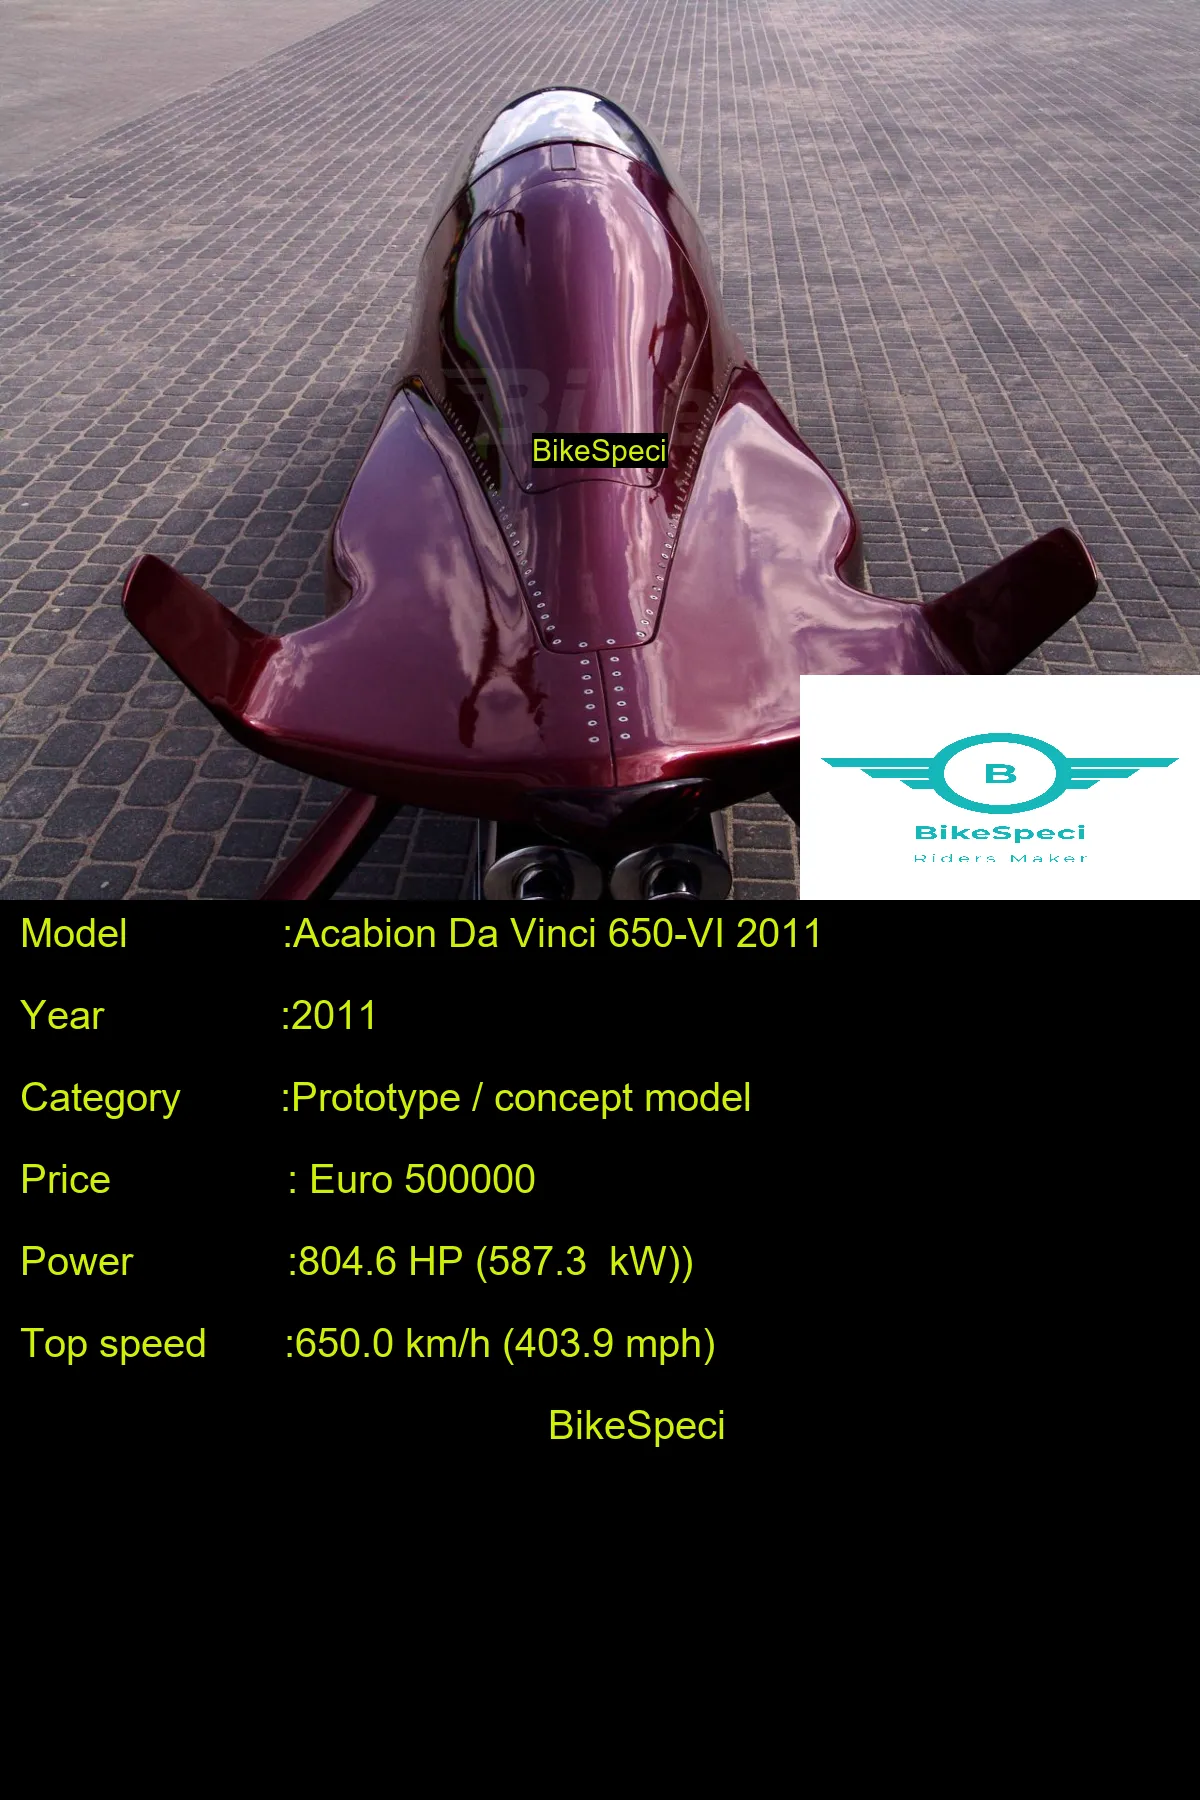 BikeSpeci
B
BikeSpeci
Riders Maker
Model :Acabion Da Vinci 650-VI 2011
Year :2011
Category :Prototype / concept model
Price : Euro 500000
Power :804.6 HP (587.3  kW))
Top speed :650.0 km/h (403.9 mph)
BikeSpeci